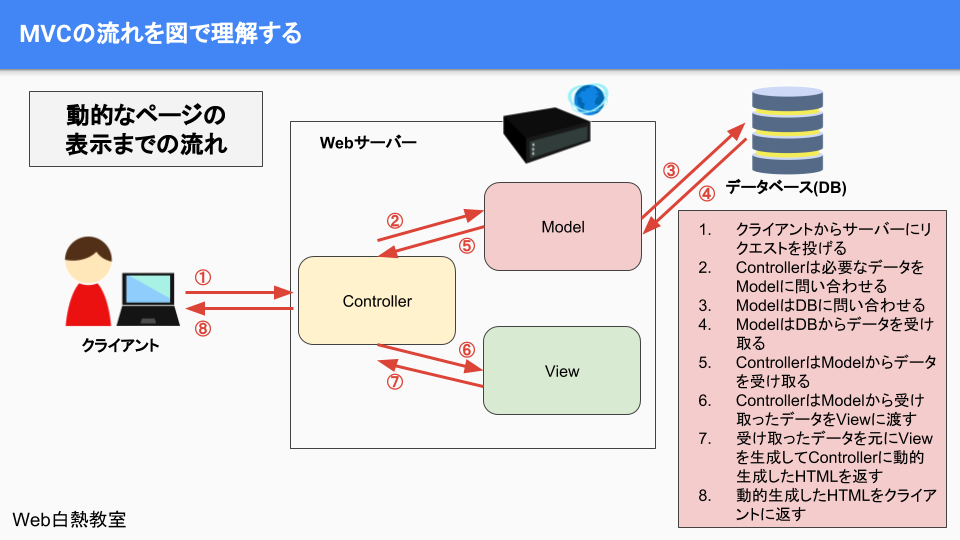 MVCの流れを図で理解する
動的なページの
表示までの流れ
Webサーバー
データベース(DB)
③
④
②
⑤
Model
①
⑧
Controller
クライアント
⑥
⑦
View
1. クライアントからサーバーにリ
クエストを投げる
2. Controllerは必要なデータを
Modelに問い合わせる
3. ModelはDBに問い合わせる
4. ModelはDBからデータを受け
取る
5. ControllerはModelからデータ
を受け取る
6. ControllerはModelから受け
取ったデータをViewに渡す
7. 受け取ったデータを元にView
を生成してControllerに動的
生成したHTMLを返す
8. 動的生成したHTMLをクライア
ントに返す
Web白熱教室